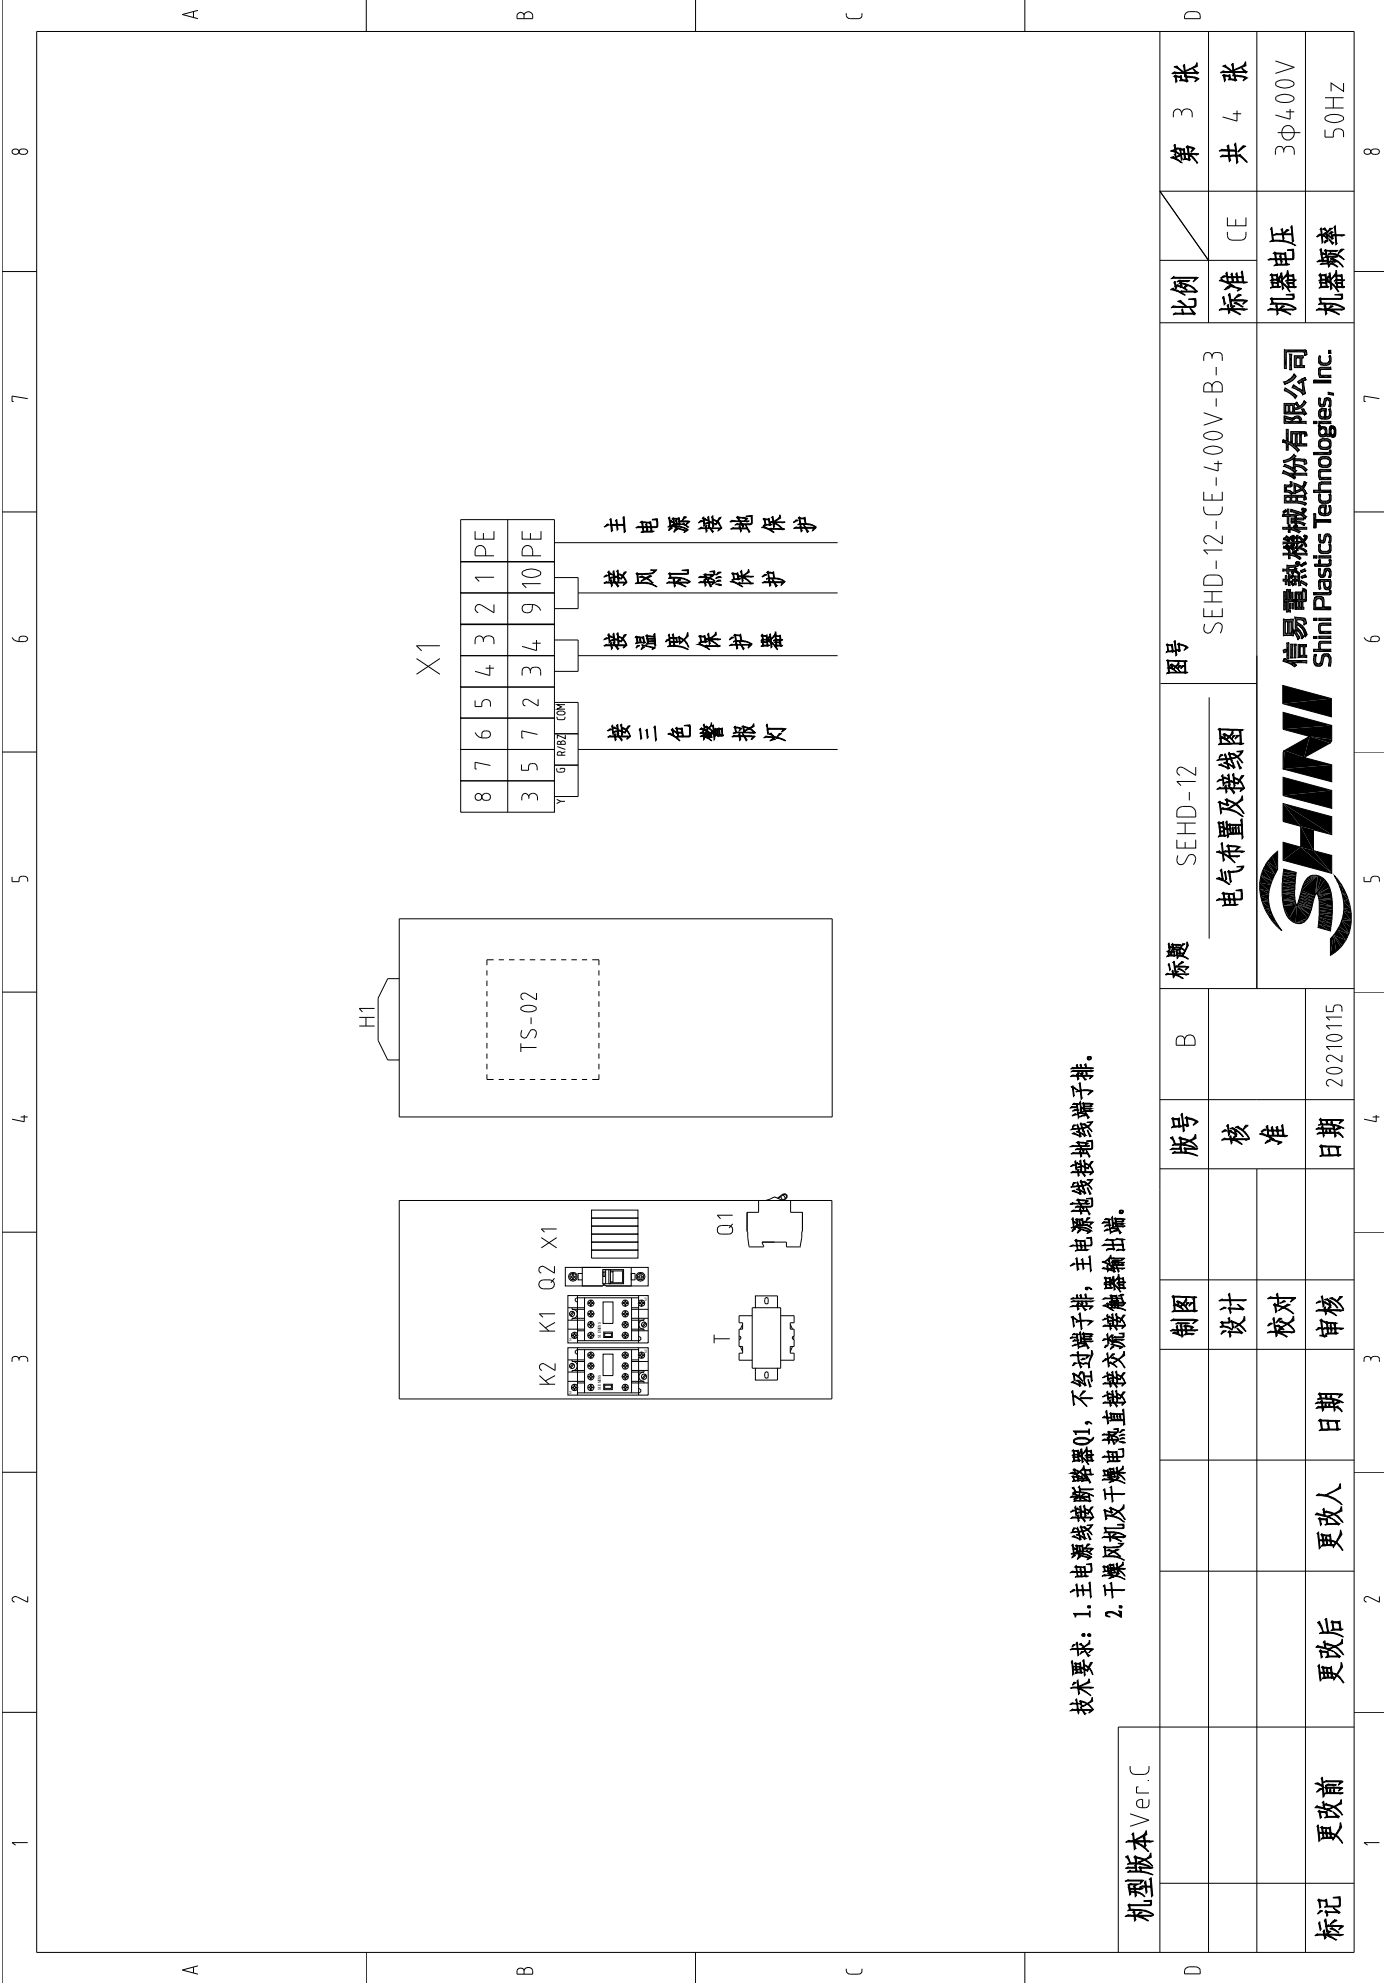 1 2 3 4 5 6 7 8
A A
B B
C C
D D
H1
X1
8 7 6 5 4 3 2 1 PE
3 5 7 2 3 4 9 10 PE
Y G R/BZ COM
接三色警报灯
接温度保护器
接风机热保护
主电源接地保护
TS-02
K2 K1 Q2 X1
T Q1
技术要求：1.主电源线接断路器Q1，不经过端子排，主电源地线接地线端子排。
2.干燥风机及干燥电热直接接交流接触器输出端。
机型版本Ver.C
制图 版号 B
设计 核
校对 准
标记 更改前 更改后 更改人 日期 审核 日期 20210115
标题
SEHD-12
电气布置及接线图
图号
SEHD-12-CE-400V-B-3
SHINI
信易電熱機械股份有限公司
Shini Plastics Technologies, Inc.
比例 第 3 张
标准 CE 共 4 张
机器电压 3ф400V
机器频率 50Hz
1 2 3 4 5 6 7 8